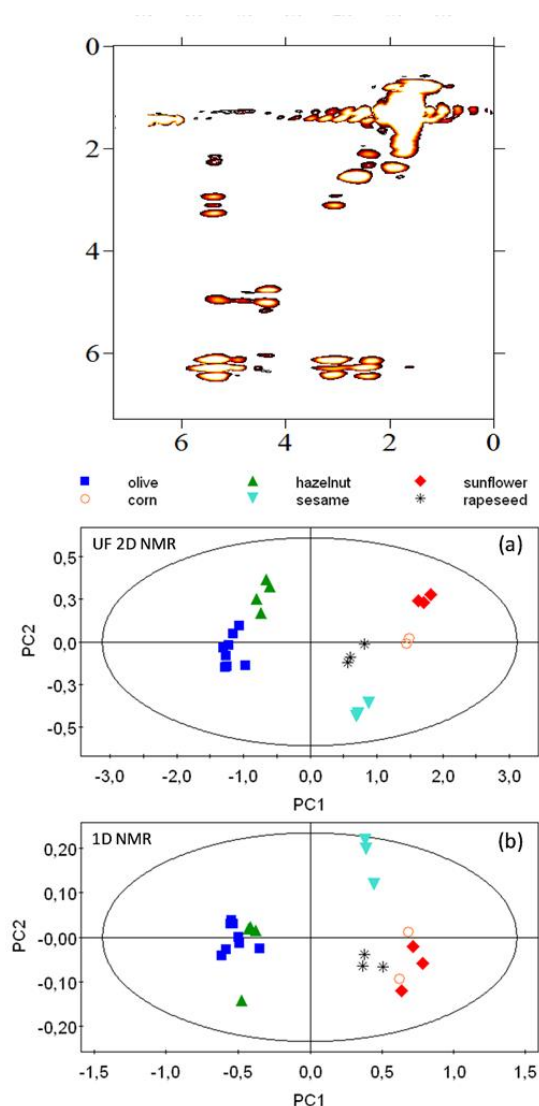 0
2
4
6
6 4 2 0
olive hazelnut sunflower
corn sesame rapeseed
UF 2D NMR (a)
0,5
0,3
0,0
-0,3
-0,5
PC2
-3,0 -2,0 -1,0 0,0 1,0 2,0 3,0
PC1
1D NMR (b)
0,20
0,10
-0,00
-0,10
-0,20
PC2
-1,5 -1,0 -0,5 0,0 0,5 1,0 1,5
PC1